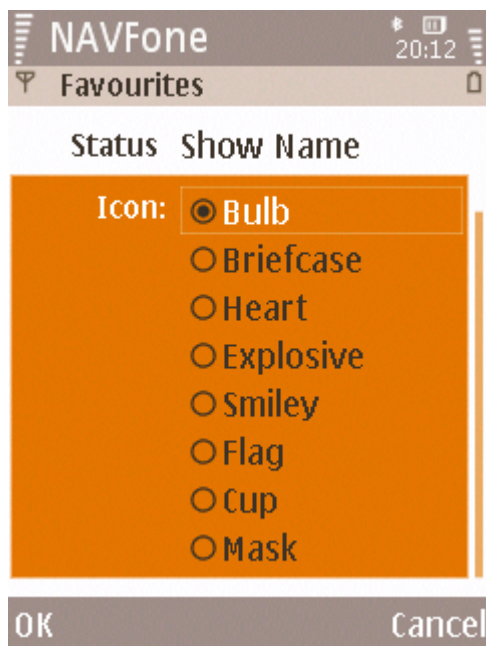 NAVFone
20:12
Favourites
Status Show Name
Icon: Bulb
Briefcase
Heart
Explosive
Smiley
Flag
Cup
Mask
OK Cancel